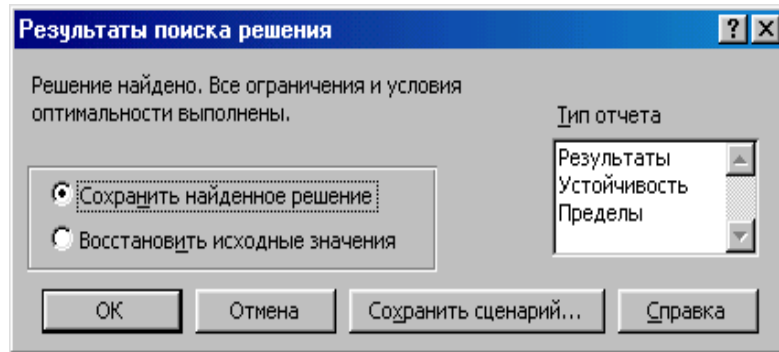 Результаты поиска решения
Решение найдено. Все ограничения и условия
оптимальности выполнены.
Тип отчета
Результаты
Устойчивость
Пределы
Сохранить найденное решение
Восстановить исходные значения
ОК
Отмена
Сохранить сценарий...
Справка